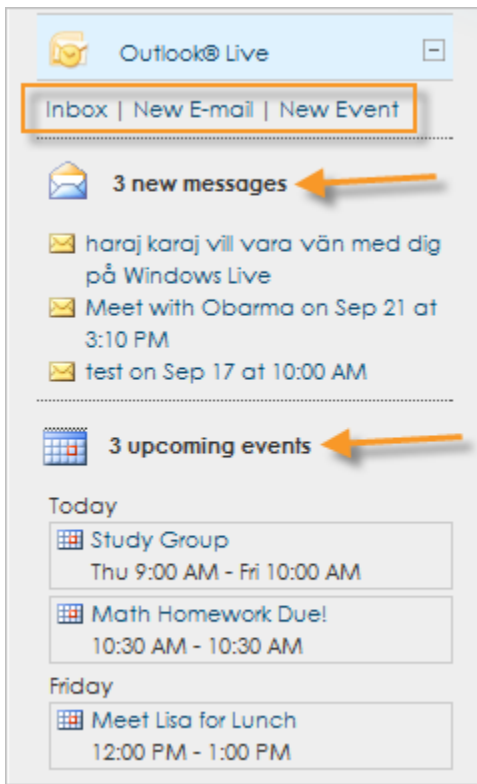 Outlook® Live
Inbox | New E-mail | New Event
3 new messages
haraj karaj vill vara vän med dig
på Windows Live
Meet with Obarma on Sep 21 at
3:10 PM
test on Sep 17 at 10:00 AM
3 upcoming events
Today
Study Group
Thu 9:00 AM - Fri 10:00 AM
Math Homework Due!
10:30 AM - 10:30 AM
Friday
Meet Lisa for Lunch
12:00 PM - 1:00 PM